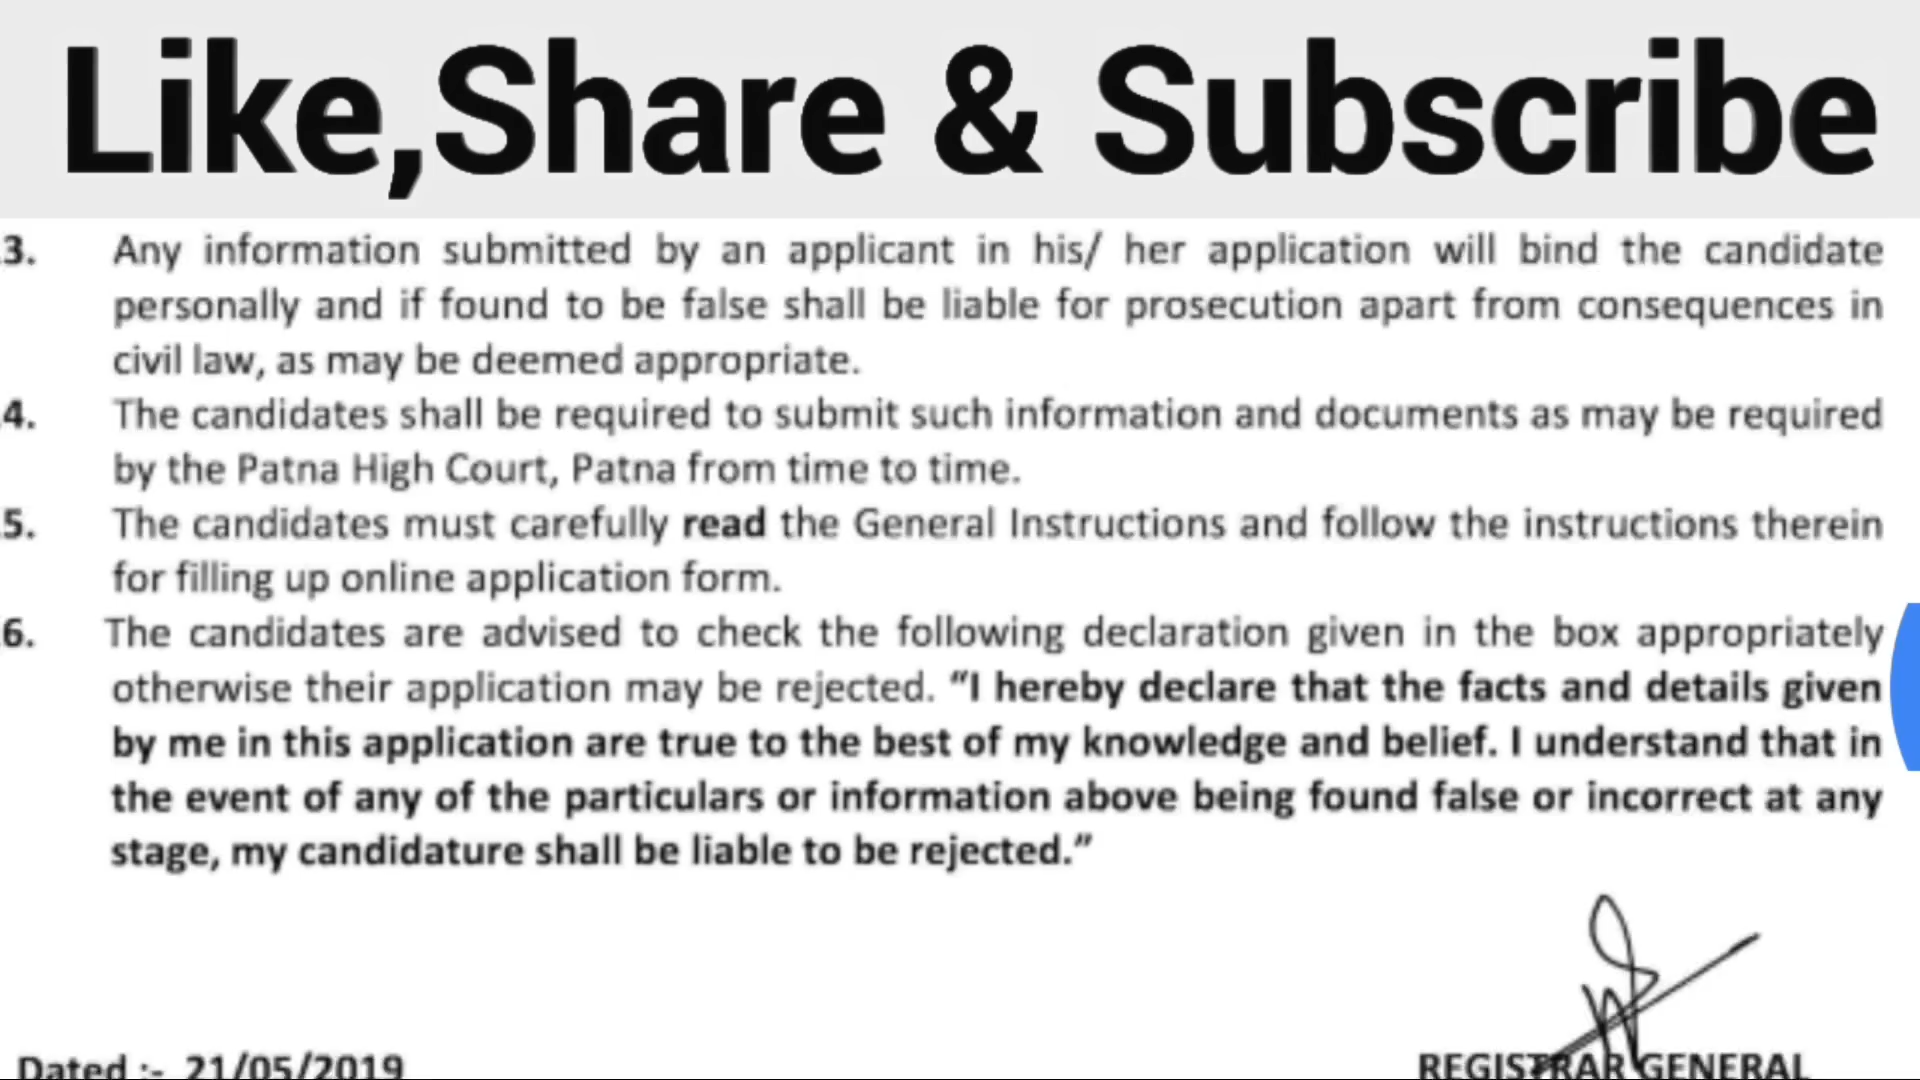 Like,Share & Subscribe
3. Any information submitted by an applicant in his/ her application will bind the candidate
personally and if found to be false shall be liable for prosecution apart from consequences in
civil law, as may be deemed appropriate.
4. The candidates shall be required to submit such information and documents as may be required
by the Patna High Court, Patna from time to time.
5. The candidates must carefully read the General Instructions and follow the instructions therein
for filling up online application form.
6. The candidates are advised to check the following declaration given in the box appropriately
otherwise their application may be rejected. "I hereby declare that the facts and details given
by me in this application are true to the best of my knowledge and belief. I understand that in
the event of any of the particulars or information above being found false or incorrect at any
stage, my candidature shall be liable to be rejected."
Dated :- 21/05/2019 REGISTRAR GENERAL